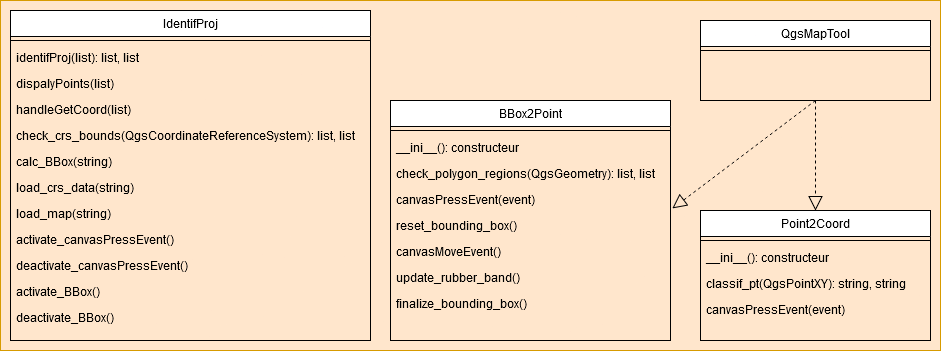 IdentifProj
identifProj(list): list, list
dispalyPoints(list)
handleGetCoord(list)
check_crs_bounds(QgsCoordinateReferenceSystem): list, list
calc_BBox(string)
load_crs_data(string)
load_map(string)
activate_canvasPressEvent()
deactivate_canvasPressEvent()
activate_BBox()
deactivate_BBox()
BBox2Point
__ini__(): constructeur
check_polygon_regions(QgsGeometry): list, list
canvasPressEvent(event)
reset_bounding_box()
canvasMoveEvent()
update_rubber_band()
finalize_bounding_box()
QgsMapTool
Point2Coord
__ini__(): constructeur
classif_pt(QgsPointXY): string, string
canvasPressEvent(event)